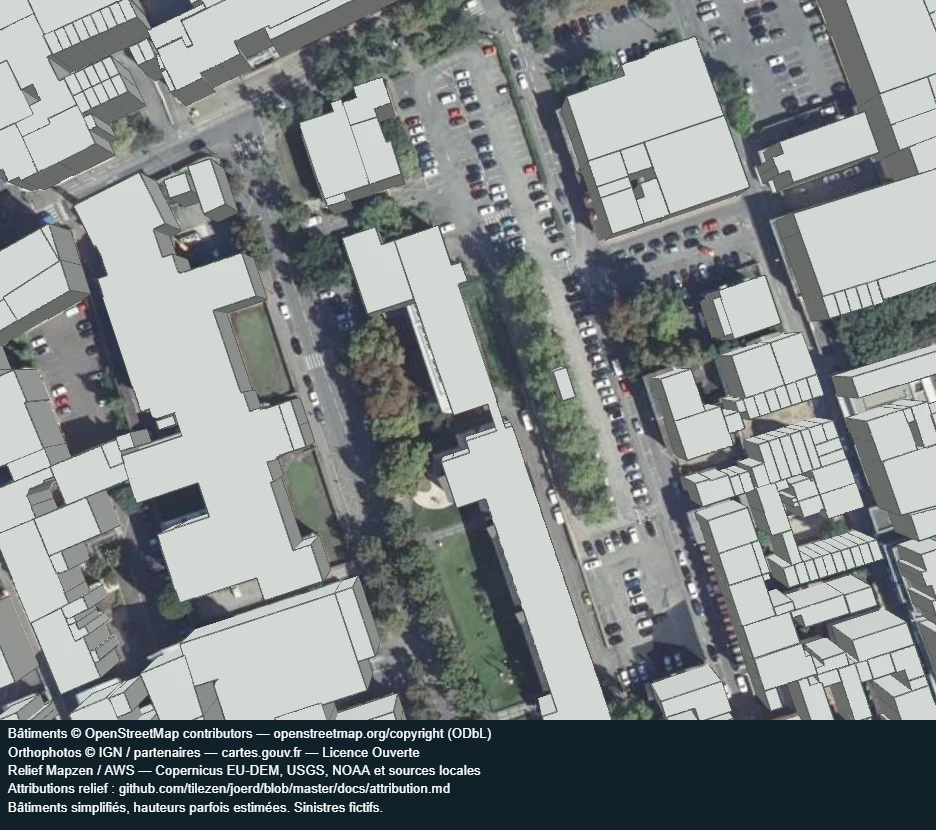 Bâtiments © OpenStreetMap contributors — openstreetmap.org/copyright (ODbL)
Orthophotos © IGN / partenaires — cartes.gouv.fr — Licence Ouverte
Relief Mapzen / AWS — Copernicus EU-DEM, USGS, NOAA et sources locales
Attributions relief : github.com/tilezen/joerd/blob/master/docs/attribution.md
Bâtiments simplifiés, hauteurs parfois estimées. Sinistres fictifs.